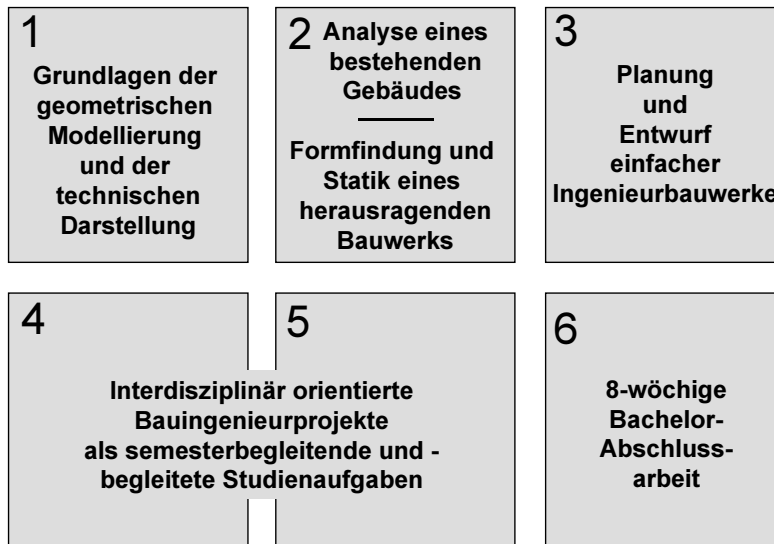 1
Grundlagen der
geometrischen
Modellierung
und der
technischen
Darstellung
2
Analyse eines
bestehenden
Gebäudes
Formfindung und
Statik eines
herausragenden
Bauwerks
3
Planung
und
Entwurf
einfacher
Ingenieurbauwerke
4
5
Interdisziplinär orientierte
Bauingenieurprojekte
als semesterbegleitende und -
begleitete Studienaufgaben
6
8-wöchige
Bachelor-
Abschluss-
arbeit